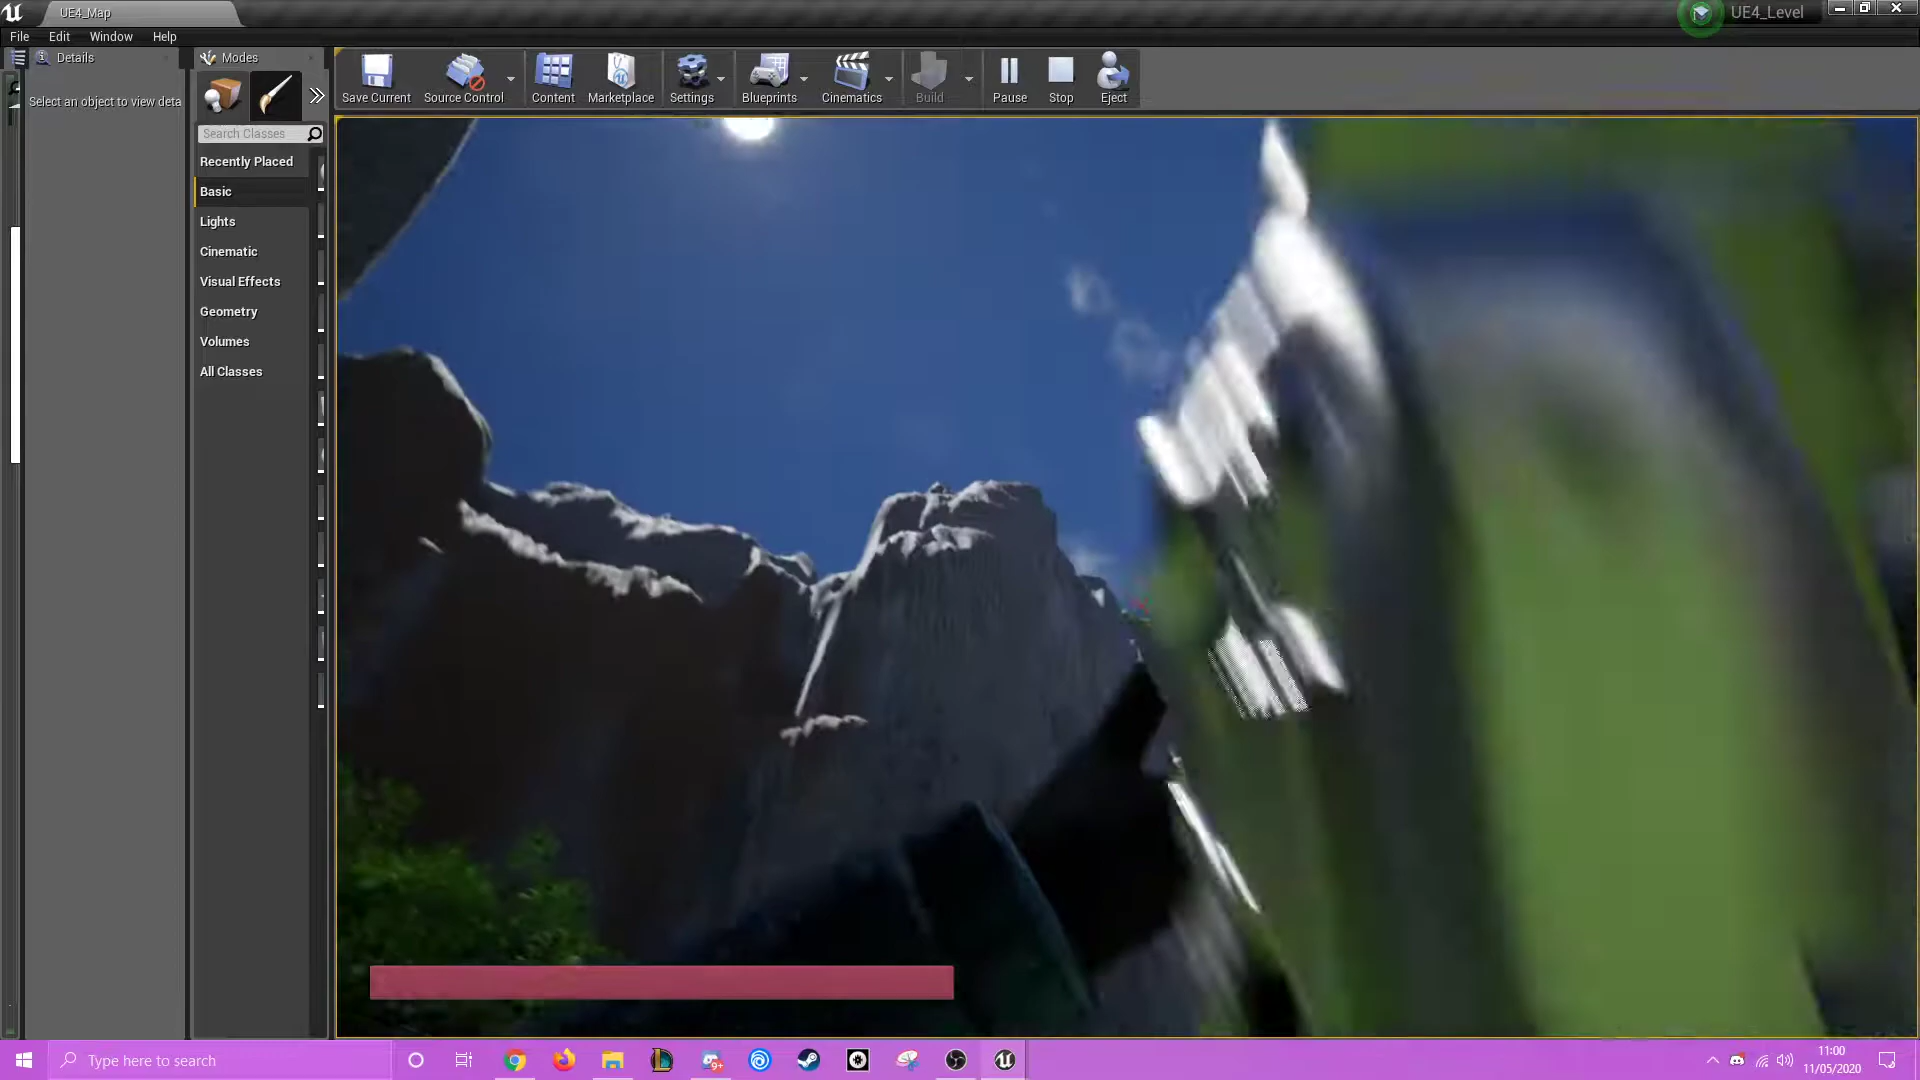 UE4_Map
UE4_Level
File Edit Window Help
Details
Modes
Select an object to view deta
Search Classes
Recently Placed
Basic
Lights
Cinematic
Visual Effects
Geometry
Volumes
All Classes
Save Current Source Control Content Marketplace Settings Blueprints Cinematics Build Pause Stop Eject
Type here to search
9+
11:00
11/05/2020